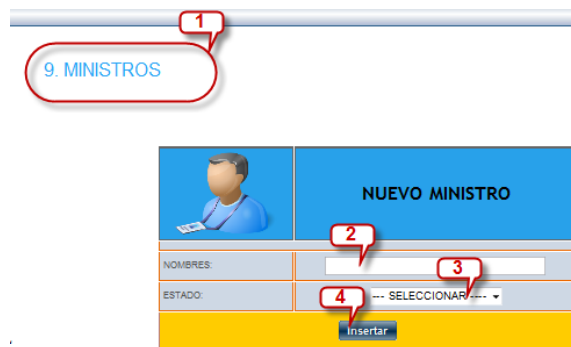 1
9. MINISTROS
NUEVO MINISTRO
2
NOMBRES:
3
ESTADO:
4
--- SELECCIONAR ----
Insertar